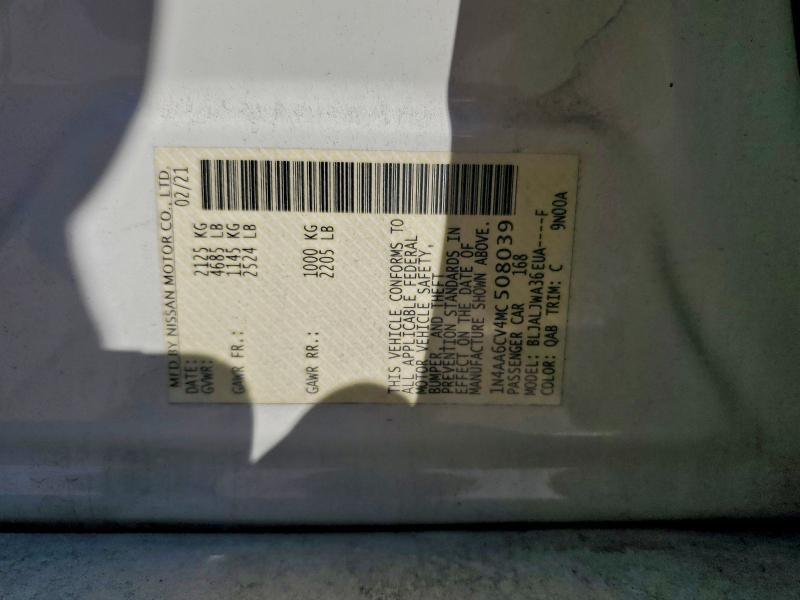 MFD BY NISSAN MOTOR CO., LTD.
DATE: 02/21
GVWR: 2125 KG
4685 LB
GAWR FR.: 1145 KG
2524 LB
GAWR RR.: 1000 KG
2205 LB
THIS VEHICLE CONFORMS TO
ALL APPLICABLE FEDERAL
MOTOR VEHICLE SAFETY,
BUMPER, AND THEFT
PREVENTION STANDARDS IN
EFFECT ON THE DATE OF
MANUFACTURE SHOWN ABOVE.
1N4AA6CV4MC508039
PASSENGER CAR 168
MODEL: BLJALJWA36EUA----F
COLOR: QAB TRIM: C 9N00A